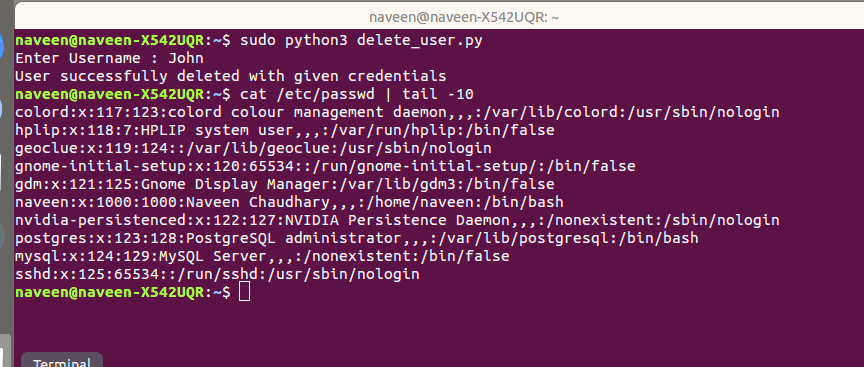 naveen@naveen-X542UQR: ~
naveen@naveen-X542UQR:~$ sudo python3 delete_user.py
Enter Username : John
User successfully deleted with given credentials
naveen@naveen-X542UQR:~$ cat /etc/passwd | tail -10
colord:x:117:123:colord colour management daemon,,,:/var/lib/colord:/usr/sbin/nologin
hplip:x:118:7:HPLIP system user,,,:/var/run/hplip:/bin/false
geoclue:x:119:124::/var/lib/geoclue:/usr/sbin/nologin
gnome-initial-setup:x:120:65534::/run/gnome-initial-setup/:/bin/false
gdm:x:121:125:Gnome Display Manager:/var/lib/gdm3:/bin/false
naveen:x:1000:1000:Naveen Chaudhary,,,:/home/naveen:/bin/bash
nvidia-persistenced:x:122:127:NVIDIA Persistence Daemon,,,:/nonexistent:/sbin/nologin
postgres:x:123:128:PostgreSQL administrator,,,:/var/lib/postgresql:/bin/bash
mysql:x:124:129:MySQL Server,,,:/nonexistent:/bin/false
sshd:x:125:65534::/run/sshd:/usr/sbin/nologin
naveen@naveen-X542UQR:~$
Terminal